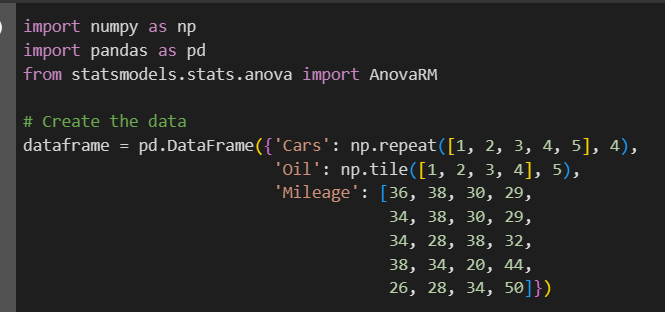 import numpy as np
import pandas as pd
from statsmodels.stats.anova import AnovaRM
# Create the data
dataframe = pd.DataFrame({'Cars': np.repeat([1, 2, 3, 4, 5], 4),
'Oil': np.tile([1, 2, 3, 4], 5),
'Mileage': [36, 38, 30, 29,
34, 38, 30, 29,
34, 28, 38, 32,
38, 34, 20, 44,
26, 28, 34, 50]})